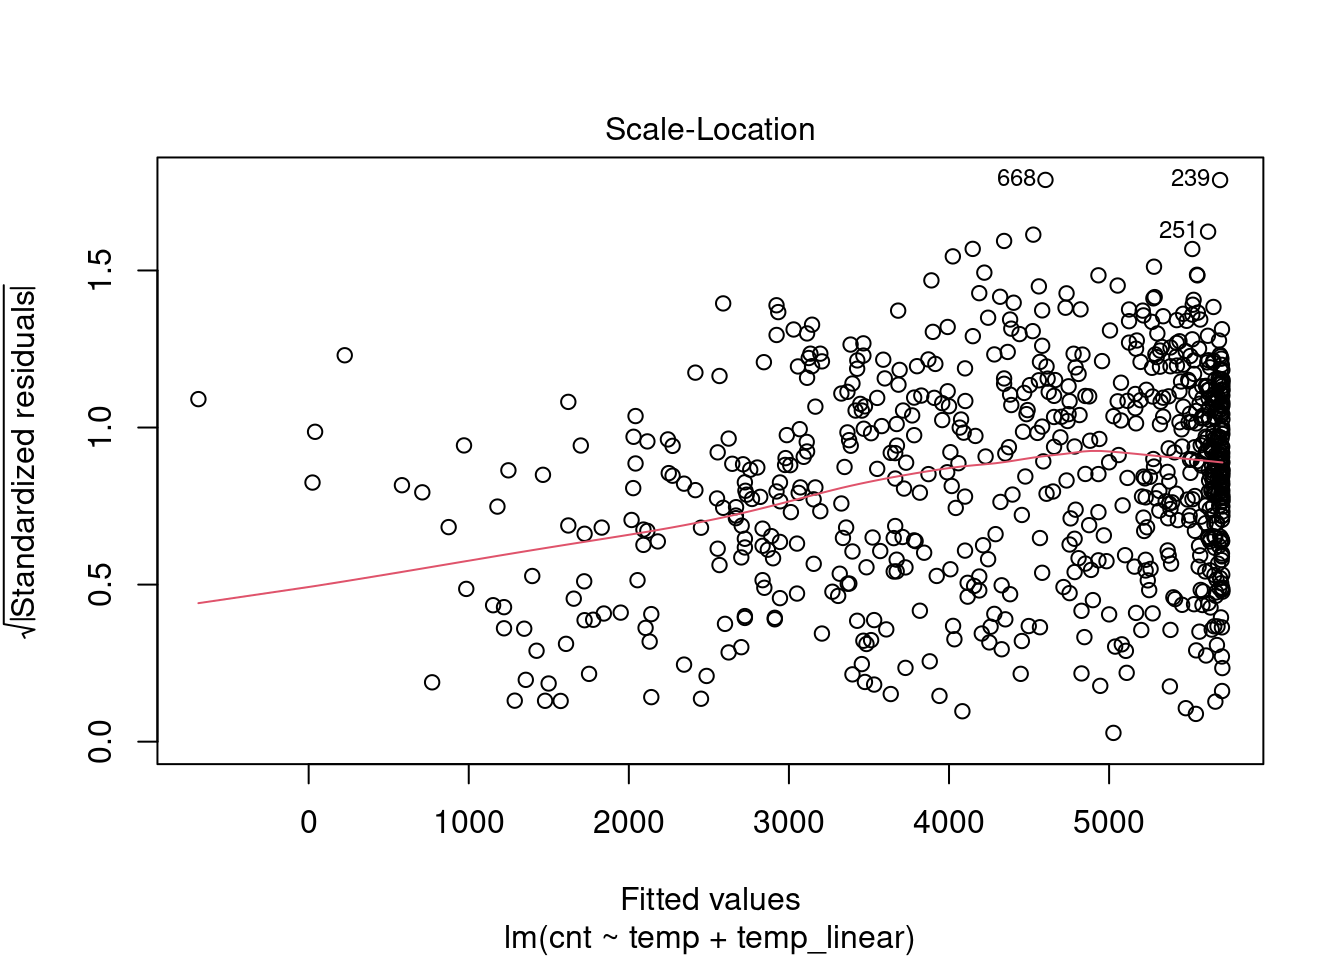 Scale-Location
√|Standardized residuals|
1.5
1.0
0.5
0.0
668
239
251
0 1000 2000 3000 4000 5000
Fitted values
lm(cnt ~ temp + temp_linear)